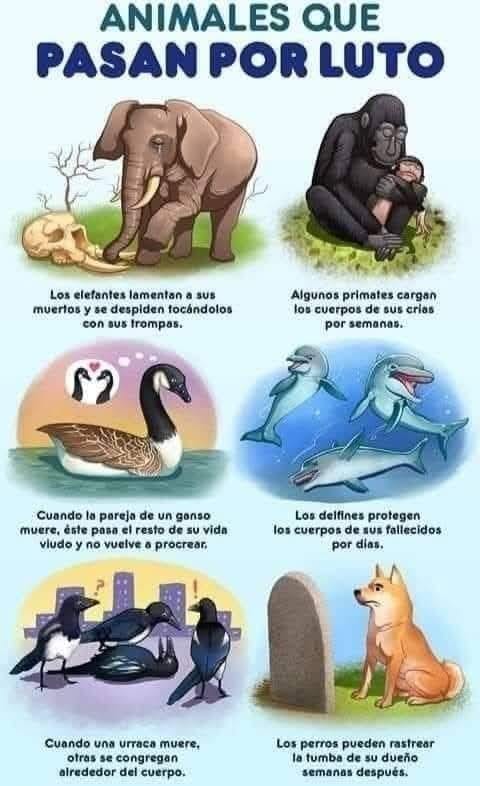 ANIMALES QUE
PASAN POR LUTO
Los elefantes lamentan a sus
muertos y se despiden tocándolos
con sus trompas.
Algunos primates cargan
los cuerpos de sus crías
por semanas.
Cuando la pareja de un ganso
muere, éste pasa el resto de su vida
viudo y no vuelve a procrear.
Los delfines protegen
los cuerpos de sus fallecidos
por días.
?
!
Cuando una urraca muere,
otras se congregan
alrededor del cuerpo.
Los perros pueden rastrear
la tumba de su dueño
semanas después.